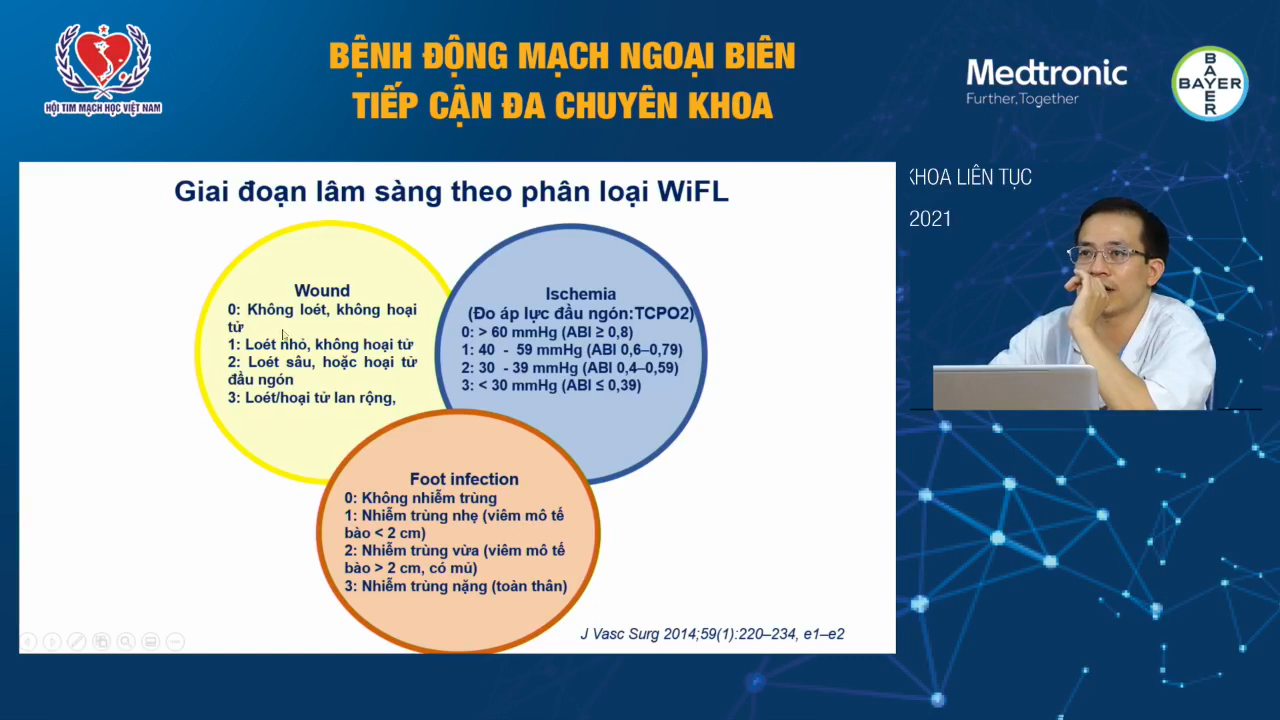 HỘI TIM MẠCH HỌC VIỆT NAM
BỆNH ĐỘNG MẠCH NGOẠI BIÊN
TIẾP CẬN ĐA CHUYÊN KHOA
Medtronic
Further, Together
BAYER
BAYER
KHOA LIÊN TỤC
2021
Giai đoạn lâm sàng theo phân loại WiFL
Wound
0: Không loét, không hoại
tử
1: Loét nhỏ, không hoại tử
2: Loét sâu, hoặc hoại tử
đầu ngón
3: Loét/hoại tử lan rộng,
Ischemia
(Đo áp lực đầu ngón:TCPO2)
0: > 60 mmHg (ABI ≥ 0,8)
1: 40 - 59 mmHg (ABI 0,6–0,79)
2: 30 - 39 mmHg (ABI 0,4–0,59)
3: < 30 mmHg (ABI ≤ 0,39)
Foot infection
0: Không nhiễm trùng
1: Nhiễm trùng nhẹ (viêm mô tế
bào < 2 cm)
2: Nhiễm trùng vừa (viêm mô tế
bào > 2 cm, có mủ)
3: Nhiễm trùng nặng (toàn thân)
J Vasc Surg 2014;59(1):220–234, e1–e2